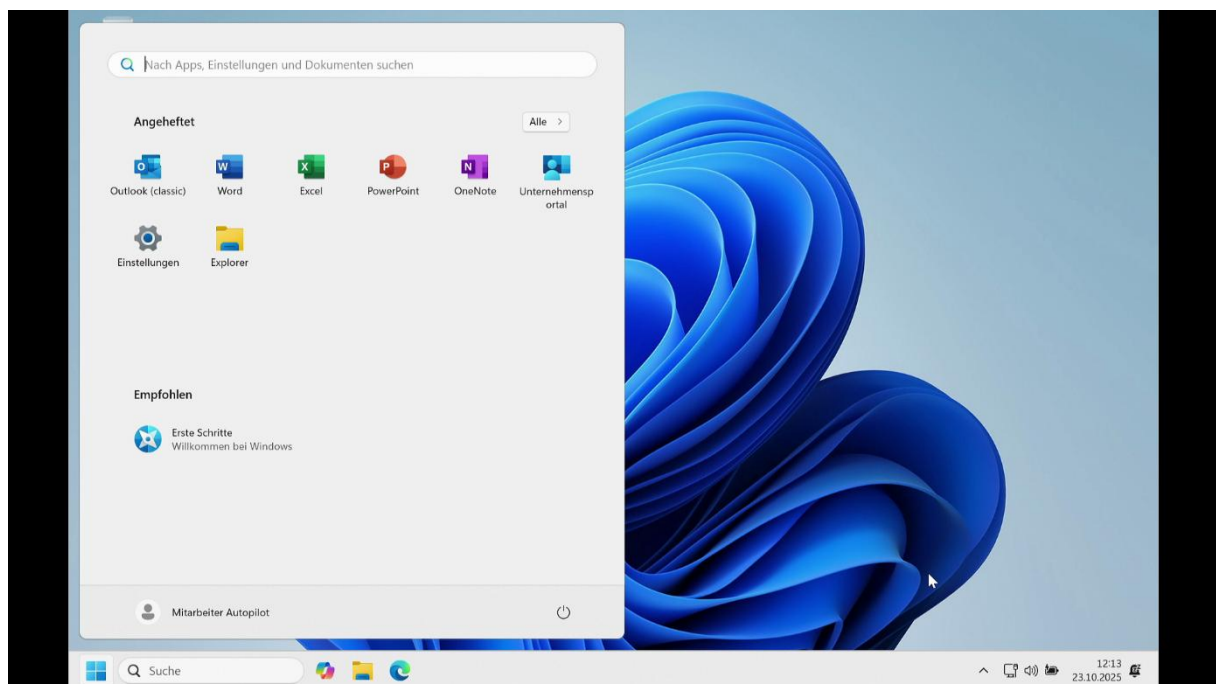 Nach Apps, Einstellungen und Dokumenten suchen
Angeheftet
Alle
Outlook (classic)
Word
Excel
PowerPoint
OneNote
Unternehmensp
ortal
Einstellungen
Explorer
Empfohlen
Erste Schritte
Willkommen bei Windows
Mitarbeiter Autopilot
Suche
12:13
23.10.2025